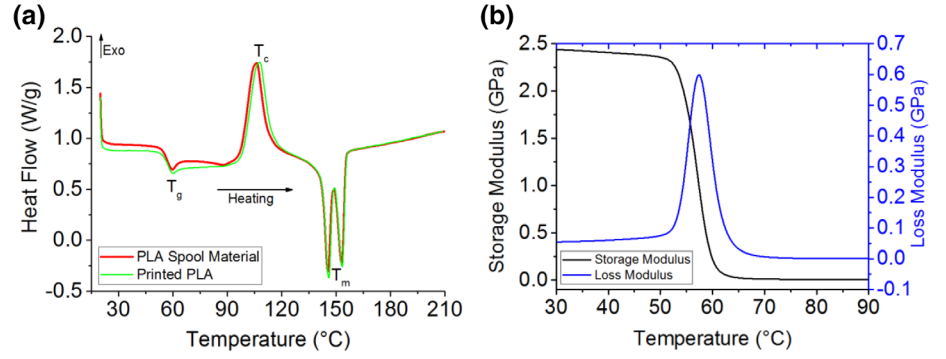 (a)
Exo
T_c
T_g
Heating
T_m
PLA Spool Material
Printed PLA
2.0
1.5
1.0
0.5
0.0
-0.5
Heat Flow (W/g)
30 60 90 120 150 180 210
Temperature (°C)
(b)
2.5
2.0
1.5
1.0
0.5
0.0
Storage Modulus (GPa)
Storage Modulus
Loss Modulus
0.7
0.6
0.5
0.4
0.3
0.2
0.1
0.0
-0.1
Loss Modulus (GPa)
30 40 50 60 70 80 90
Temperature (°C)